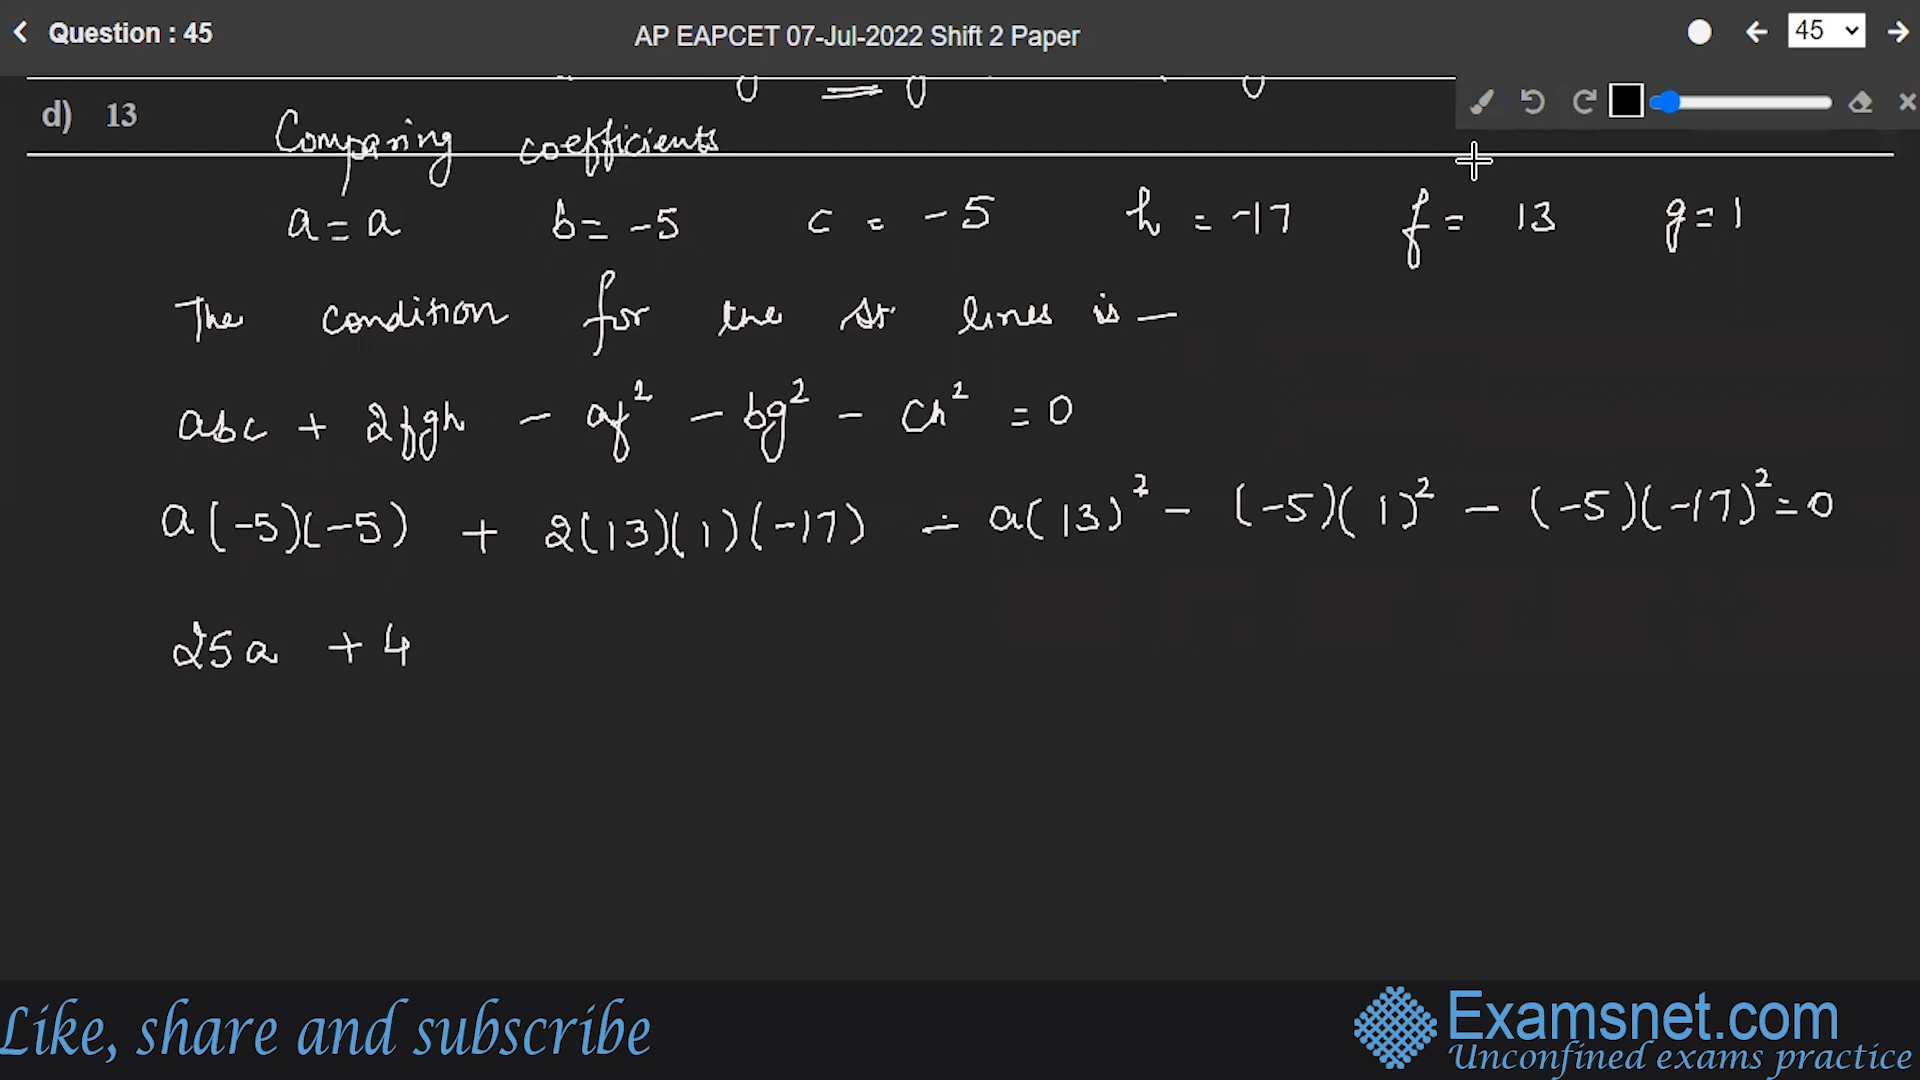 Question : 45
AP EAPCET 07-Jul-2022 Shift 2 Paper
45
d) 13
Comparing coefficients
a = a b = -5 c = -5 h = -17 f = 13 g = 1
The condition for the st. lines is —
abc + 2fgh - af² - bg² - ch² = 0
a(-5)(-5) + 2(13)(1)(-17) - a(13)² - (-5)(1)² - (-5)(-17)² = 0
25a + 4
Like, share and subscribe
Examsnet.com
Unconfined exams practice